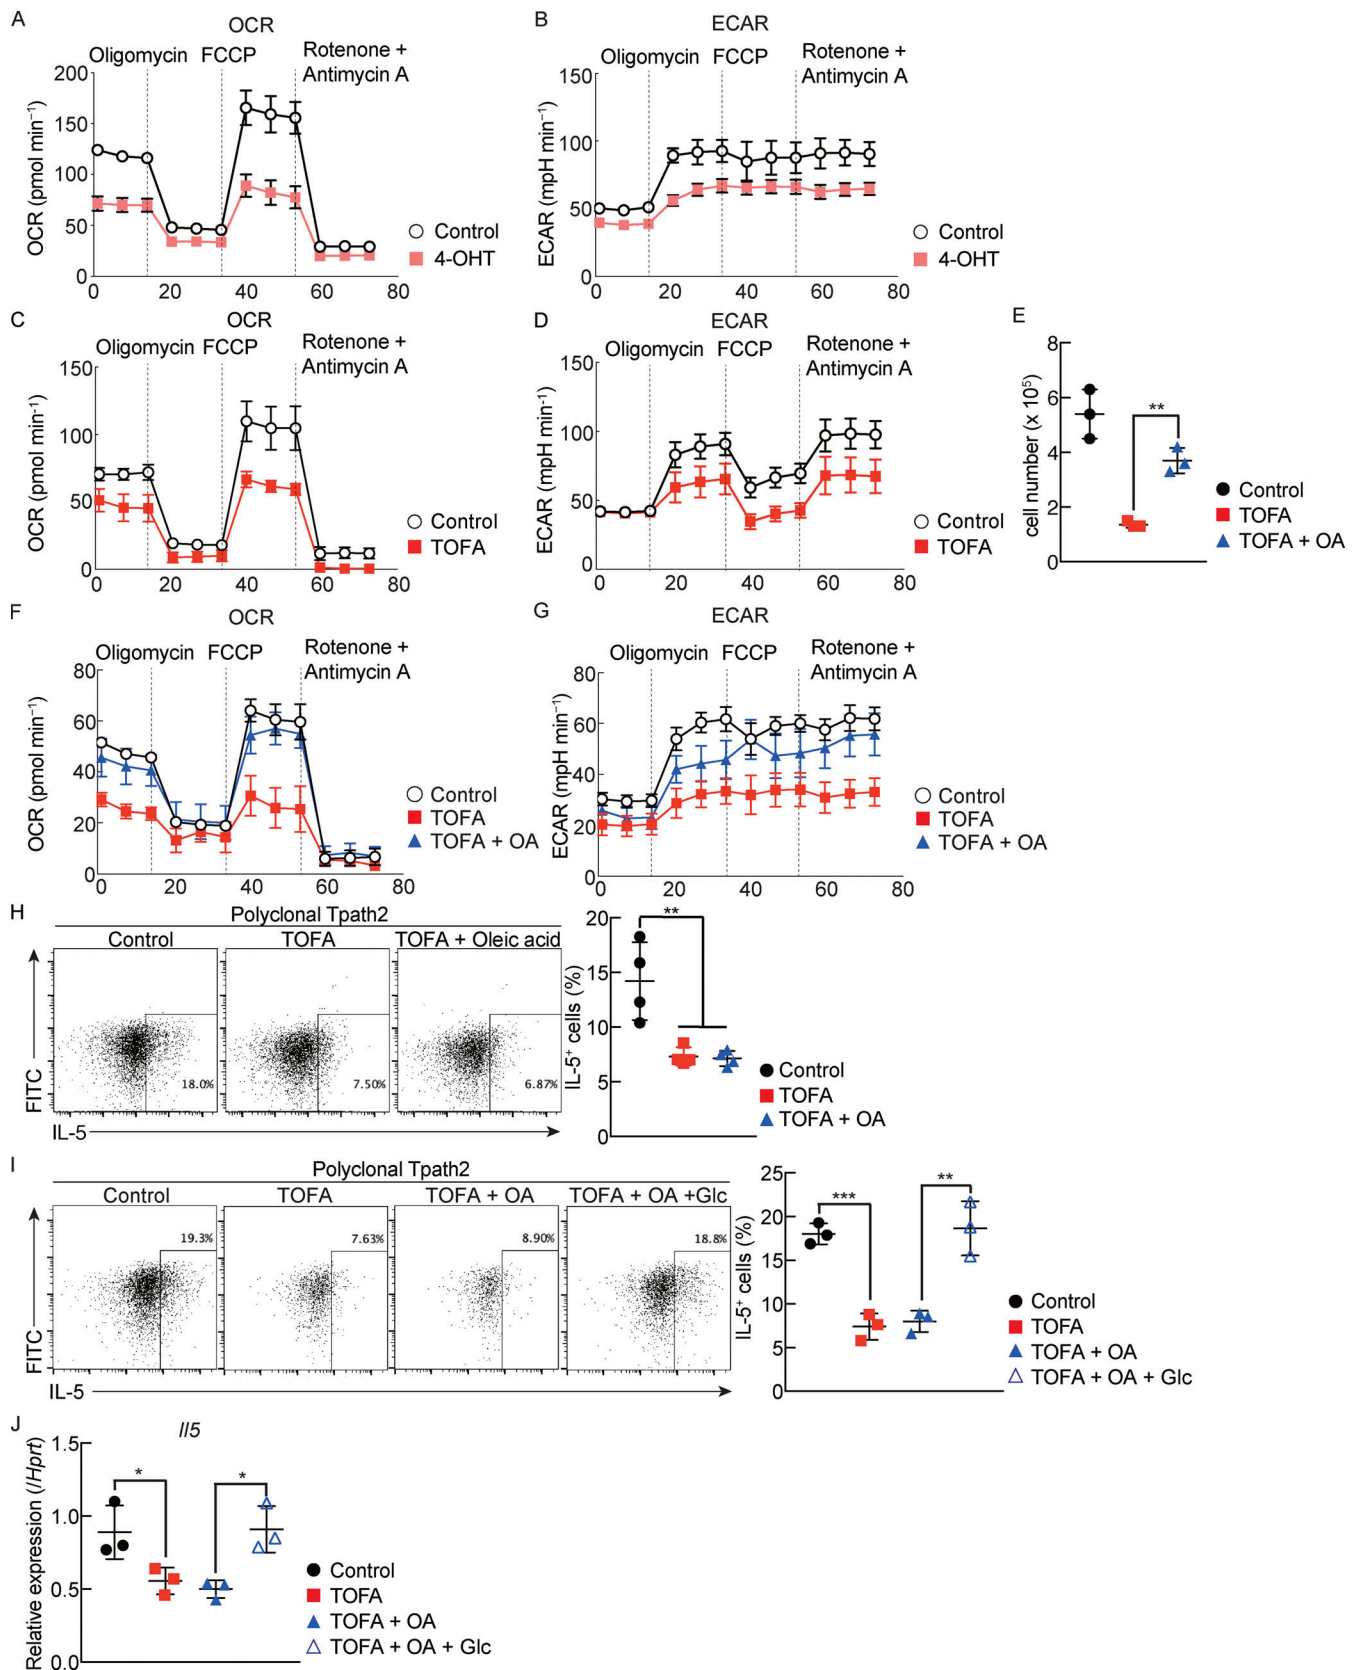 A
OCR
Oligomycin FCCP Rotenone +
Antimycin A
OCR (pmol min⁻¹)
200
150
100
50
0
0 20 40 60 80
Control
4-OHT
B
ECAR
Oligomycin FCCP Rotenone +
Antimycin A
ECAR (mpH min⁻¹)
150
100
50
0
0 20 40 60 80
Control
4-OHT
C
OCR
Oligomycin FCCP Rotenone +
Antimycin A
OCR (pmol min⁻¹)
150
100
50
0
0 20 40 60 80
Control
TOFA
D
ECAR
Oligomycin FCCP Rotenone +
Antimycin A
ECAR (mpH min⁻¹)
150
100
50
0
0 20 40 60 80
Control
TOFA
E
cell number (x 10⁵)
8
6
4
2
0
**
Control
TOFA
TOFA + OA
F
OCR
Oligomycin FCCP Rotenone +
Antimycin A
OCR (pmol min⁻¹)
80
60
40
20
0
0 20 40 60 80
Control
TOFA
TOFA + OA
G
ECAR
Oligomycin FCCP Rotenone +
Antimycin A
ECAR (mpH min⁻¹)
80
60
40
20
0
0 20 40 60 80
Control
TOFA
TOFA + OA
H
Polyclonal Tpath2
Control TOFA TOFA + Oleic acid
18.0% 7.50% 6.87%
FITC
IL-5
IL-5⁺ cells (%)
20
15
10
5
0
**
Control
TOFA
TOFA + OA
I
Polyclonal Tpath2
Control TOFA TOFA + OA TOFA + OA +Glc
19.3% 7.63% 8.90% 18.8%
FITC
IL-5
IL-5⁺ cells (%)
25
20
15
10
5
0
*** **
Control
TOFA
TOFA + OA
TOFA + OA + Glc
J
Il5
Relative expression (/Hprt)
1.5
1.0
0.5
0.0
* *
Control
TOFA
TOFA + OA
TOFA + OA + Glc